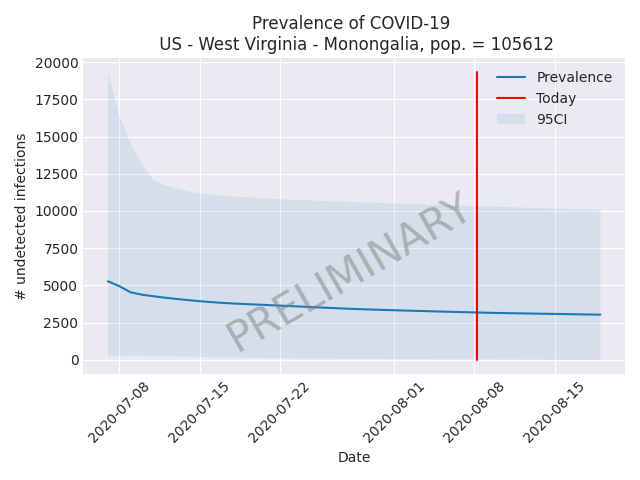 Prevalence of COVID-19
US - West Virginia - Monongalia, pop. = 105612
20000
17500
15000
12500
10000
7500
5000
2500
0
# undetected infections
Prevalence
Today
95CI
PRELIMINARY
2020-07-08
2020-07-15
2020-07-22
2020-08-01
2020-08-08
2020-08-15
Date